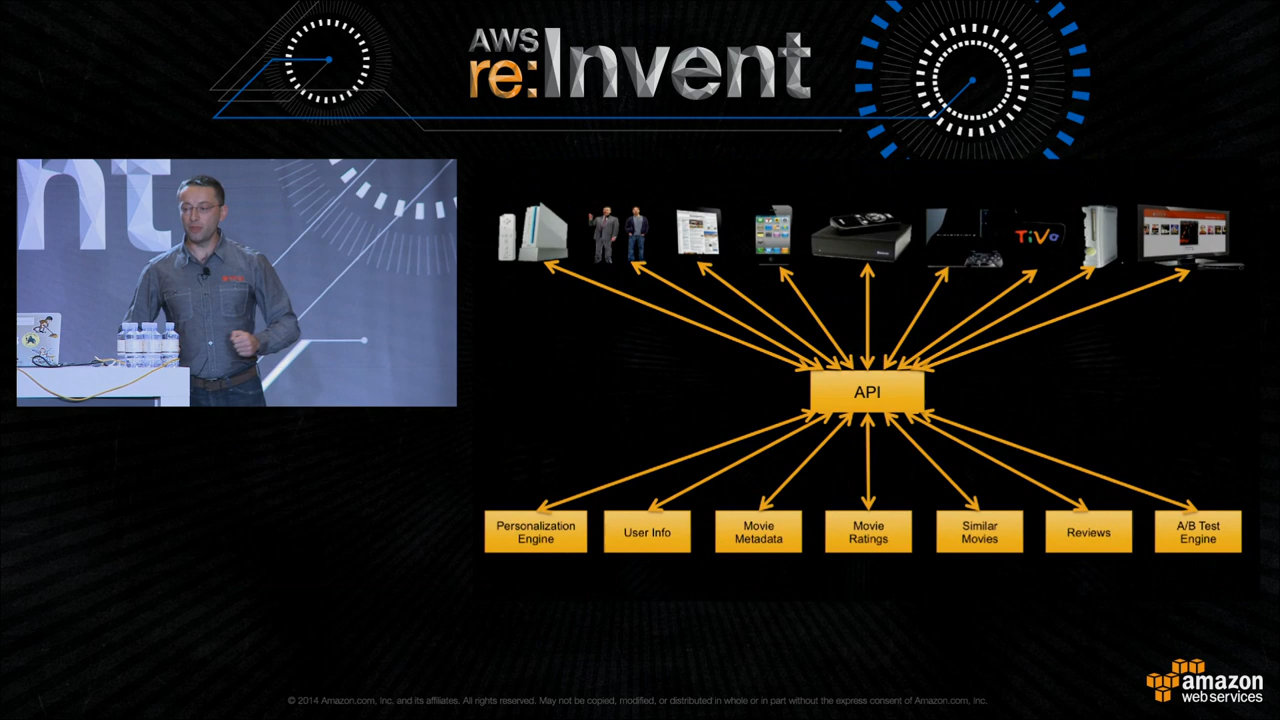 AWS
re:Invent
nt
TiVo
API
Personalization
Engine
User Info
Movie
Metadata
Movie
Ratings
Similar
Movies
Reviews
A/B Test
Engine
© 2014 Amazon.com, Inc, and its affiliates. All rights reserved. May not be copied, modified, or distributed in whole or in part without the express consent of Amazon.com, Inc.
amazon
web services